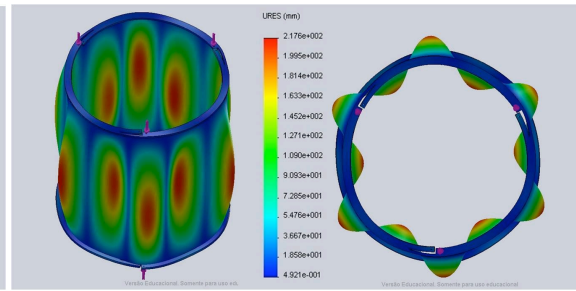 URES (mm)
2.176e+002
1.995e+002
1.814e+002
1.633e+002
1.452e+002
1.271e+002
1.090e+002
9.093e+001
7.285e+001
5.476e+001
3.667e+001
1.858e+001
4.921e-001
Versão Educacional. Somente para uso edu
Versão Educacional. Somente para uso educacional.